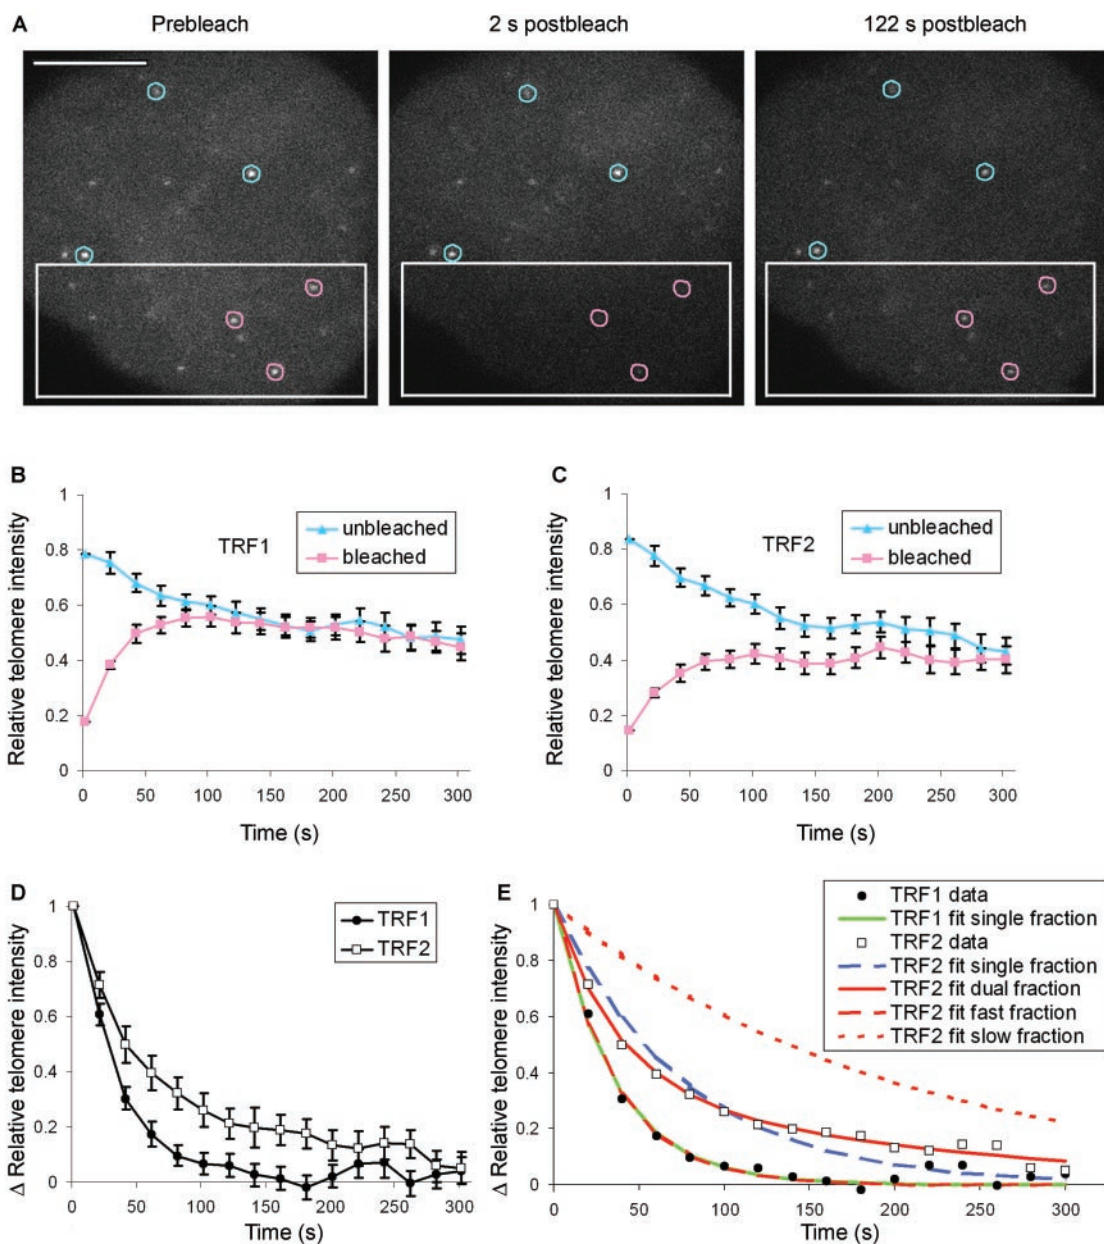 A
Prebleach
2 s postbleach
122 s postbleach
B
Relative telomere intensity
1
0.8
0.6
0.4
0.2
0
TRF1
unbleached
bleached
0 50 100 150 200 250 300
Time (s)
C
Relative telomere intensity
1
0.8
0.6
0.4
0.2
0
TRF2
unbleached
bleached
0 50 100 150 200 250 300
Time (s)
D
Δ Relative telomere intensity
1
0.8
0.6
0.4
0.2
0
TRF1
TRF2
0 50 100 150 200 250 300
Time (s)
E
Δ Relative telomere intensity
1
0.8
0.6
0.4
0.2
0
TRF1 data
TRF1 fit single fraction
TRF2 data
TRF2 fit single fraction
TRF2 fit dual fraction
TRF2 fit fast fraction
TRF2 fit slow fraction
0 50 100 150 200 250 300
Time (s)